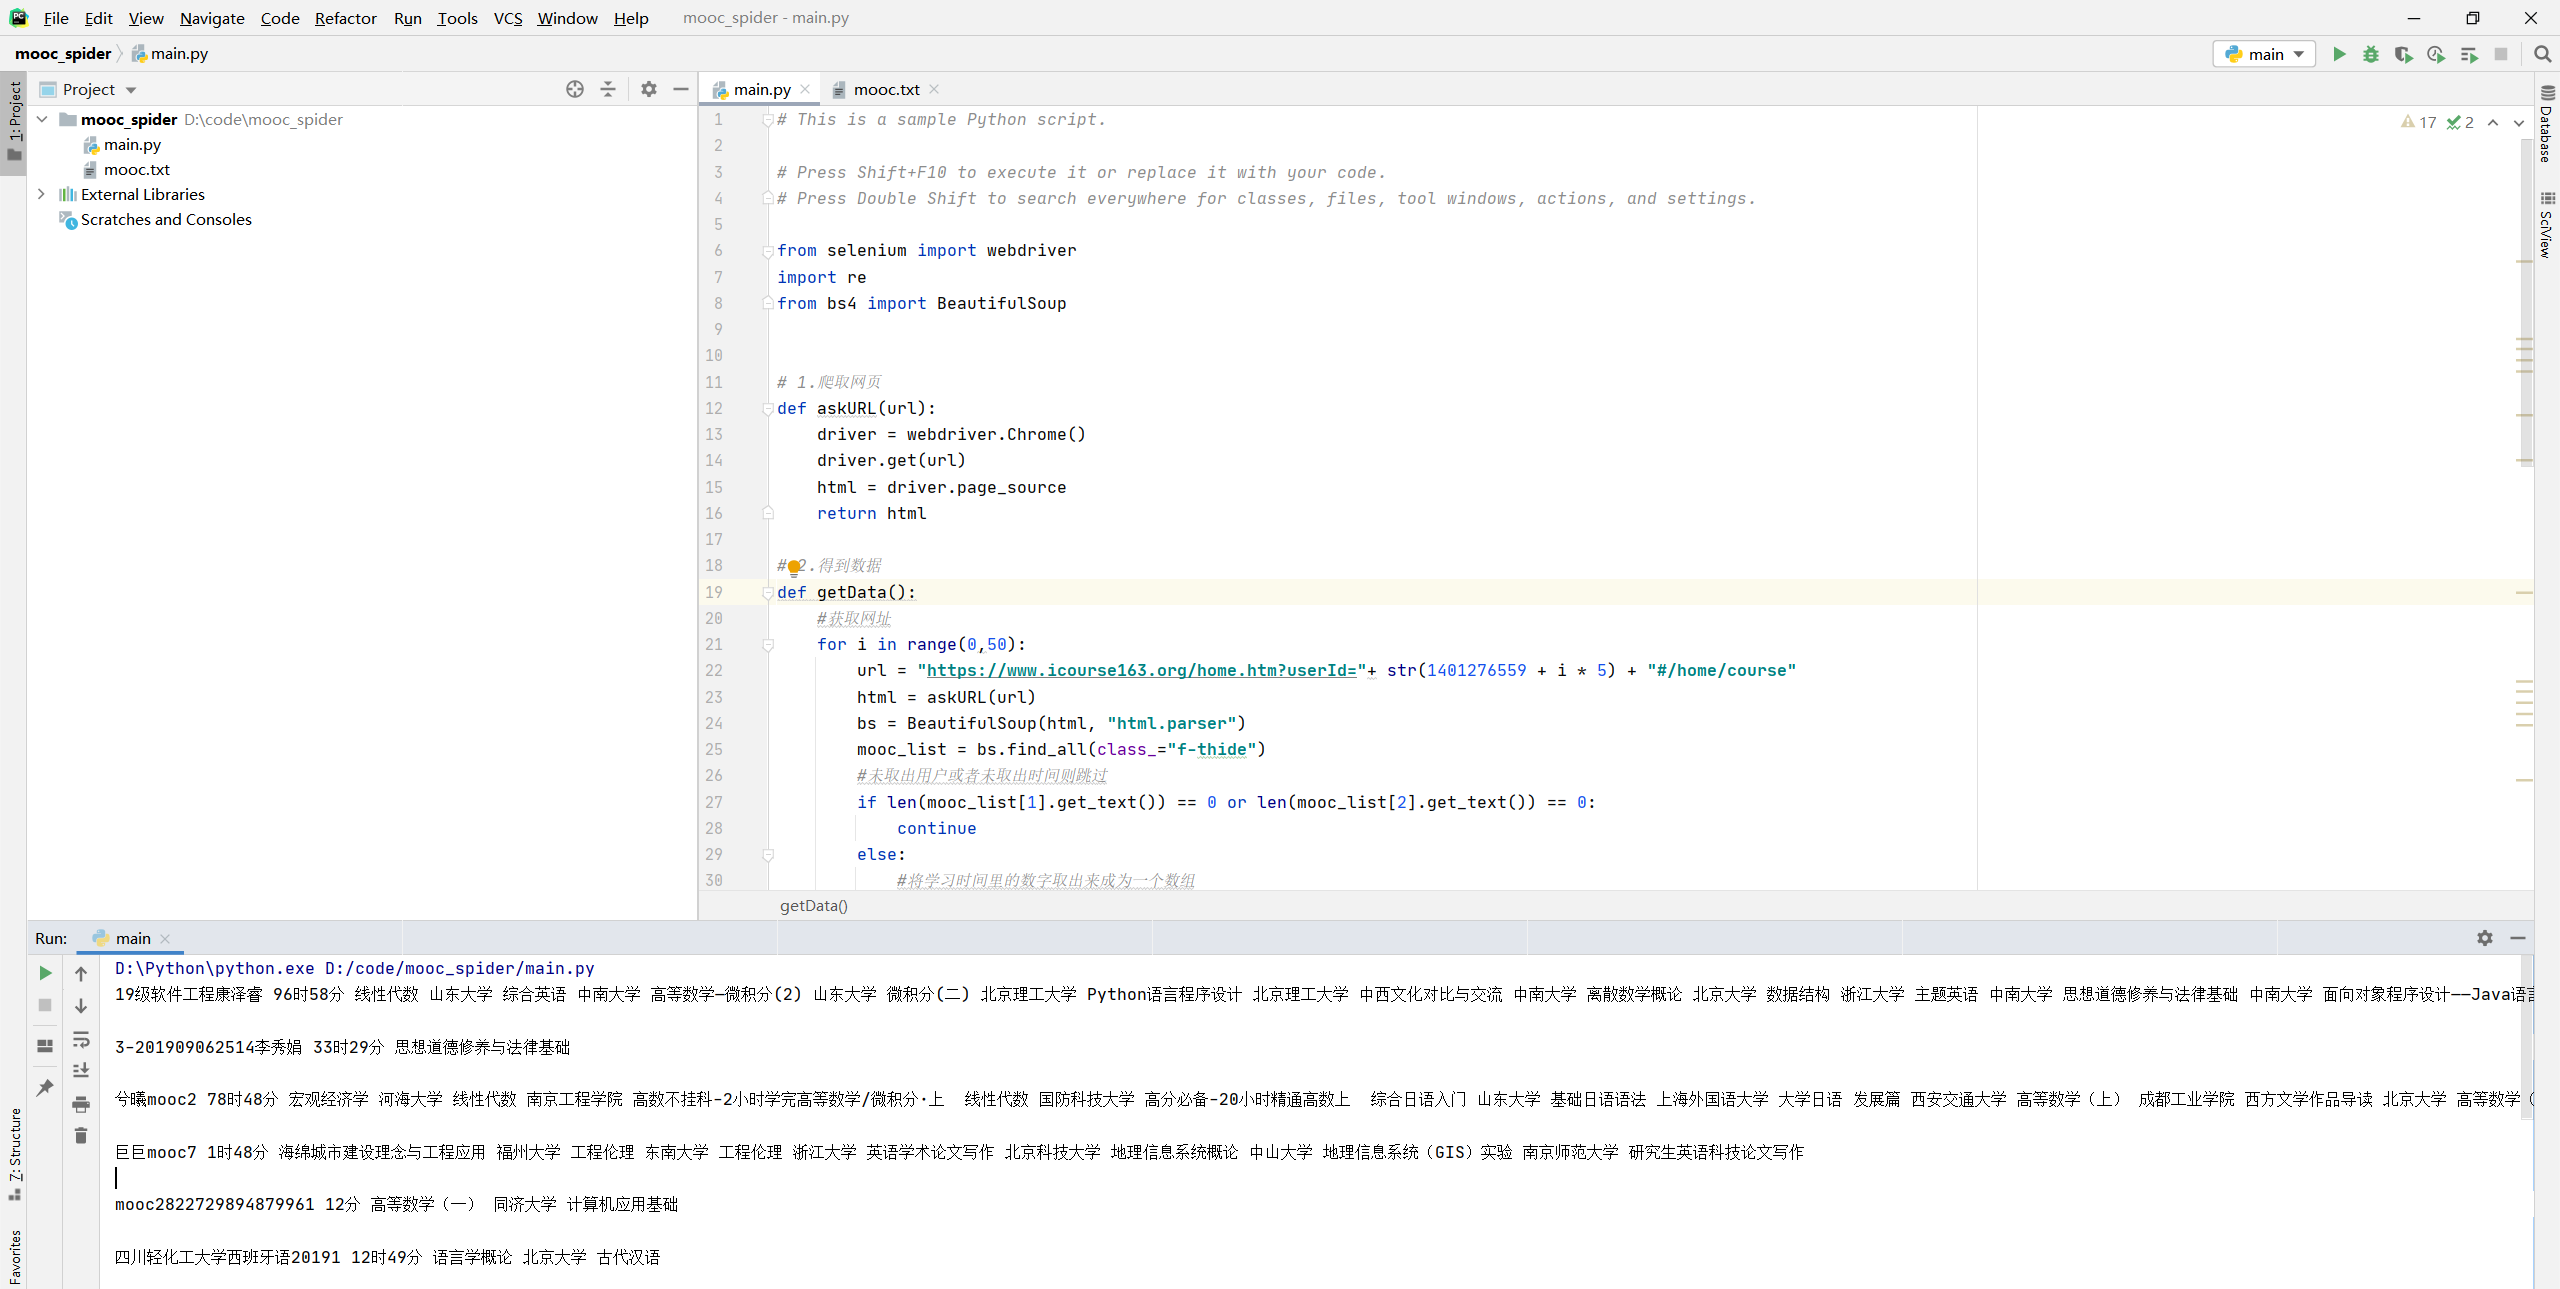 File Edit View Navigate Code Refactor Run Tools VCS Window Help mooc_spider - main.py
mooc_spider main.py main
1: Project
Project
main.py mooc.txt
mooc_spider D:\code\mooc_spider
main.py
mooc.txt
External Libraries
Scratches and Consoles
17 2
Database
SciView
1 # This is a sample Python script.
2
3 # Press Shift+F10 to execute it or replace it with your code.
4 # Press Double Shift to search everywhere for classes, files, tool windows, actions, and settings.
5
6 from selenium import webdriver
7 import re
8 from bs4 import BeautifulSoup
9
10
11 # 1.爬取网页
12 def askURL(url):
13 driver = webdriver.Chrome()
14 driver.get(url)
15 html = driver.page_source
16 return html
17
18 # 2.得到数据
19 def getData():
20 #获取网址
21 for i in range(0,50):
22 url = "https://www.icourse163.org/home.htm?userId="+ str(1401276559 + i * 5) + "#/home/course"
23 html = askURL(url)
24 bs = BeautifulSoup(html, "html.parser")
25 mooc_list = bs.find_all(class_="f-thide")
26 #未取出用户或者未取出时间则跳过
27 if len(mooc_list[1].get_text()) == 0 or len(mooc_list[2].get_text()) == 0:
28 continue
29 else:
30 #将学习时间里的数字取出来成为一个数组
getData()
Run: main
D:\Python\python.exe D:/code/mooc_spider/main.py
19级软件工程康泽睿 96时58分 线性代数 山东大学 综合英语 中南大学 高等数学—微积分(2) 山东大学 微积分(二) 北京理工大学 Python语言程序设计 北京理工大学 中西文化对比与交流 中南大学 离散数学概论 北京大学 数据结构 浙江大学 主题英语 中南大学 思想道德修养与法律基础 中南大学 面向对象程序设计——Java语言
3-201909062514李秀娟 33时29分 思想道德修养与法律基础
兮曦mooc2 78时48分 宏观经济学 河海大学 线性代数 南京工程学院 高数不挂科-2小时学完高等数学/微积分·上 线性代数 国防科技大学 高分必备-20小时精通高数上 综合日语入门 山东大学 基础日语语法 上海外国语大学 大学日语 发展篇 西安交通大学 高等数学（上） 成都工业学院 西方文学作品导读 北京大学 高等数学（
巨巨mooc7 1时48分 海绵城市建设理念与工程应用 福州大学 工程伦理 东南大学 工程伦理 浙江大学 英语学术论文写作 北京科技大学 地理信息系统概论 中山大学 地理信息系统（GIS）实验 南京师范大学 研究生英语科技论文写作
mooc2822729894879961 12分 高等数学（一） 同济大学 计算机应用基础
四川轻化工大学西班牙语20191 12时49分 语言学概论 北京大学 古代汉语
7: Structure
Favorites